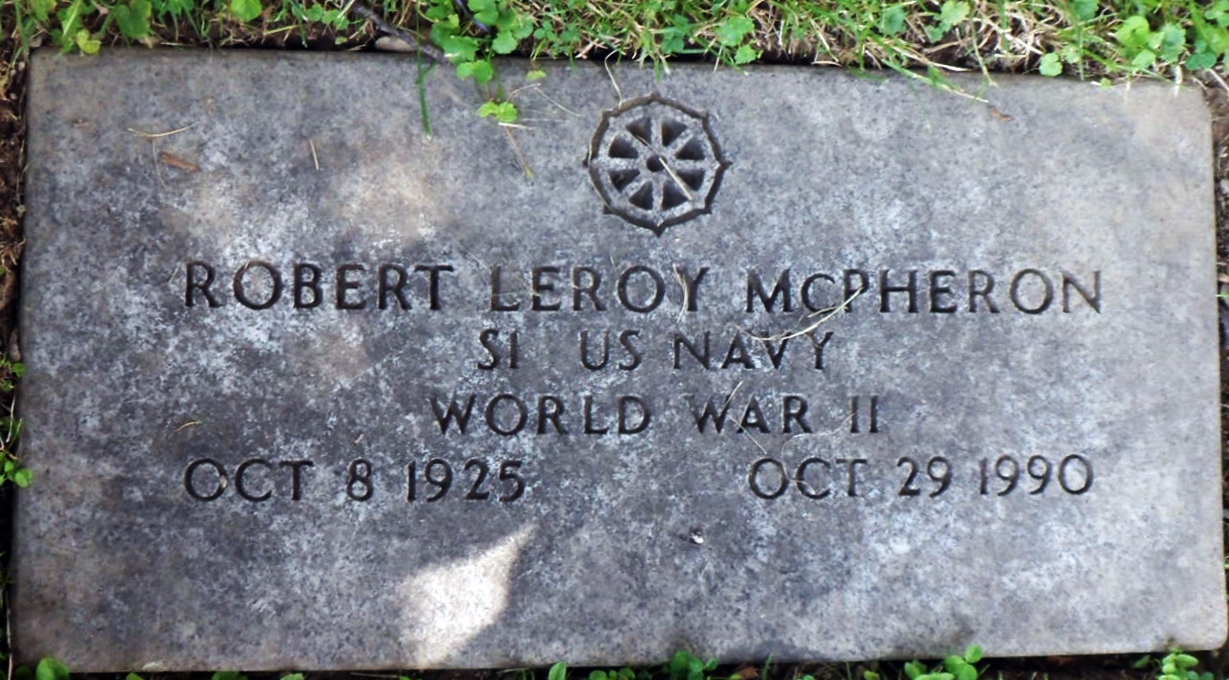 ROBERT LEROY McPHERON
S1 US NAVY
WORLD WAR II
OCT 8 1925 OCT 29 1990